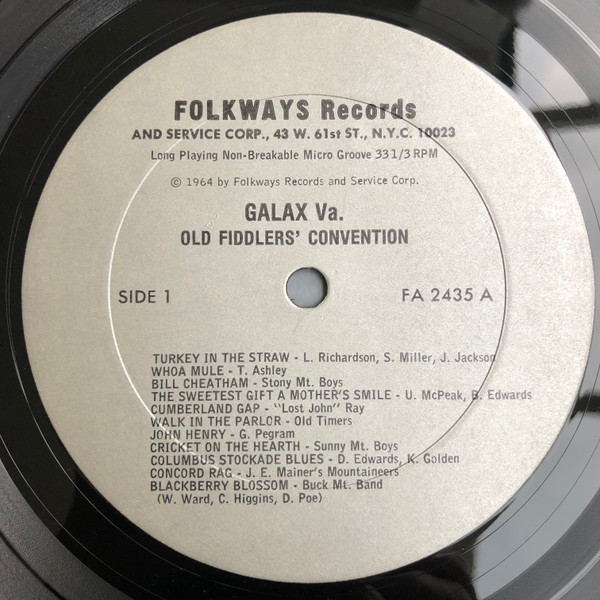 FOLKWAYS Records
AND SERVICE CORP., 43 W. 61st ST., N.Y.C. 10023
Long Playing Non-Breakable Micro Groove 33 1/3 RPM
© 1964 by Folkways Records and Service Corp.
GALAX Va.
OLD FIDDLERS' CONVENTION
SIDE 1 FA 2435 A
TURKEY IN THE STRAW - L. Richardson, S. Miller, J. Jackson
WHOA MULE - T. Ashley
BILL CHEATHAM - Stony Mt. Boys
THE SWEETEST GIFT A MOTHER'S SMILE - U. McPeak, B. Edwards
CUMBERLAND GAP - "Lost John" Ray
WALK IN THE PARLOR - Old Timers
JOHN HENRY - G. Pegram
CRICKET ON THE HEARTH - Sunny Mt. Boys
COLUMBUS STOCKADE BLUES - D. Edwards, K. Golden
CONCORD RAG - J. E. Mainer's Mountaineers
BLACKBERRY BLOSSOM - Buck Mt. Band
(W. Ward, C. Higgins, D. Poe)